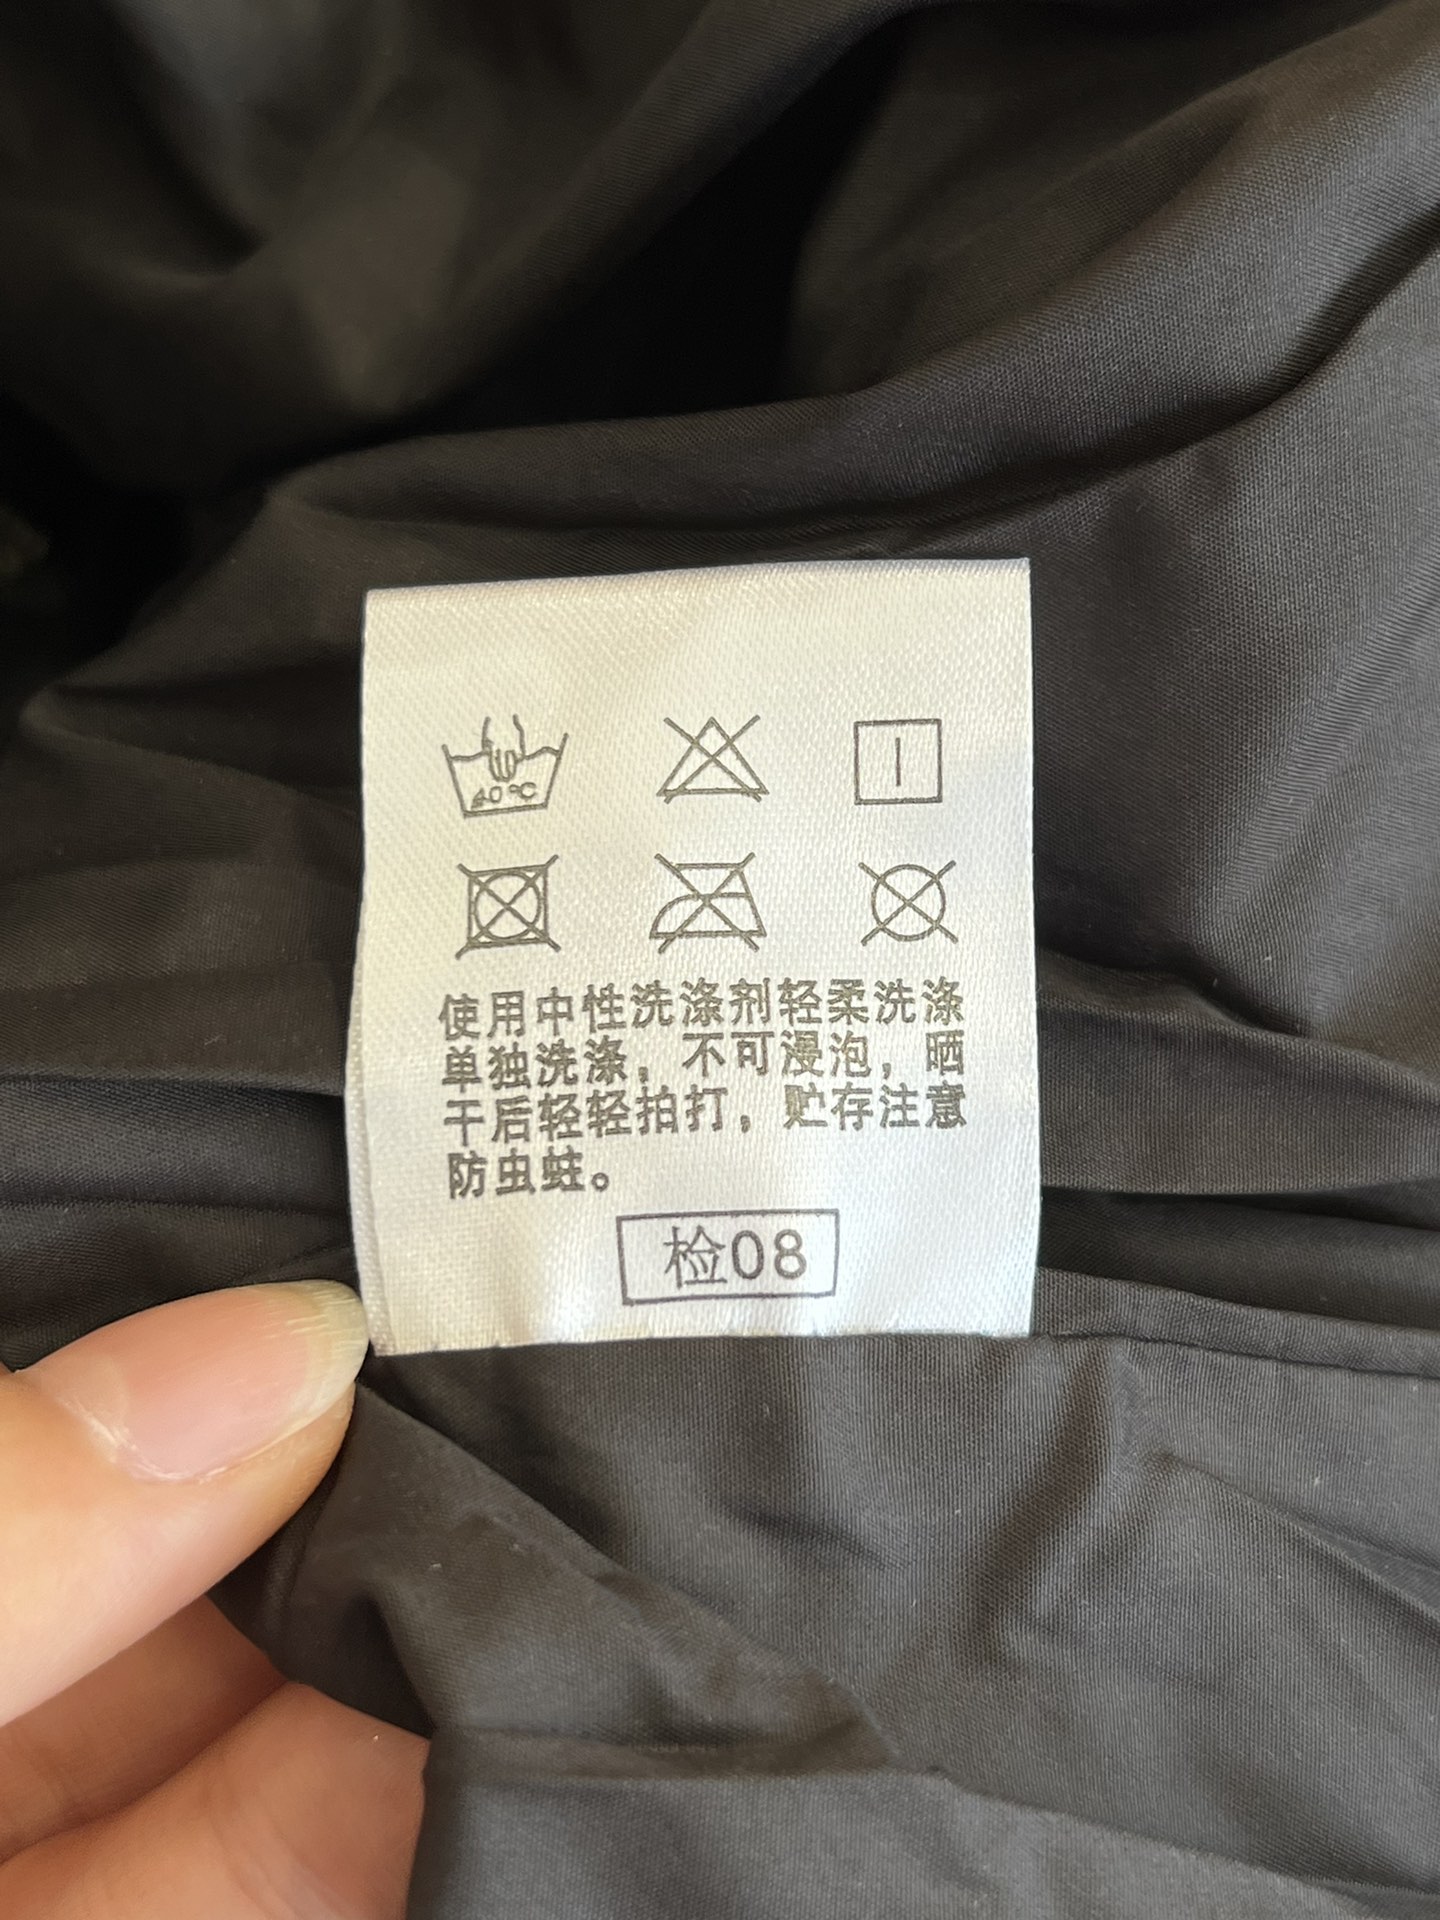 40℃
使用中性洗涤剂轻柔洗涤
单独洗涤，不可浸泡，晒
干后轻轻拍打，贮存注意
防虫蛀。
检08